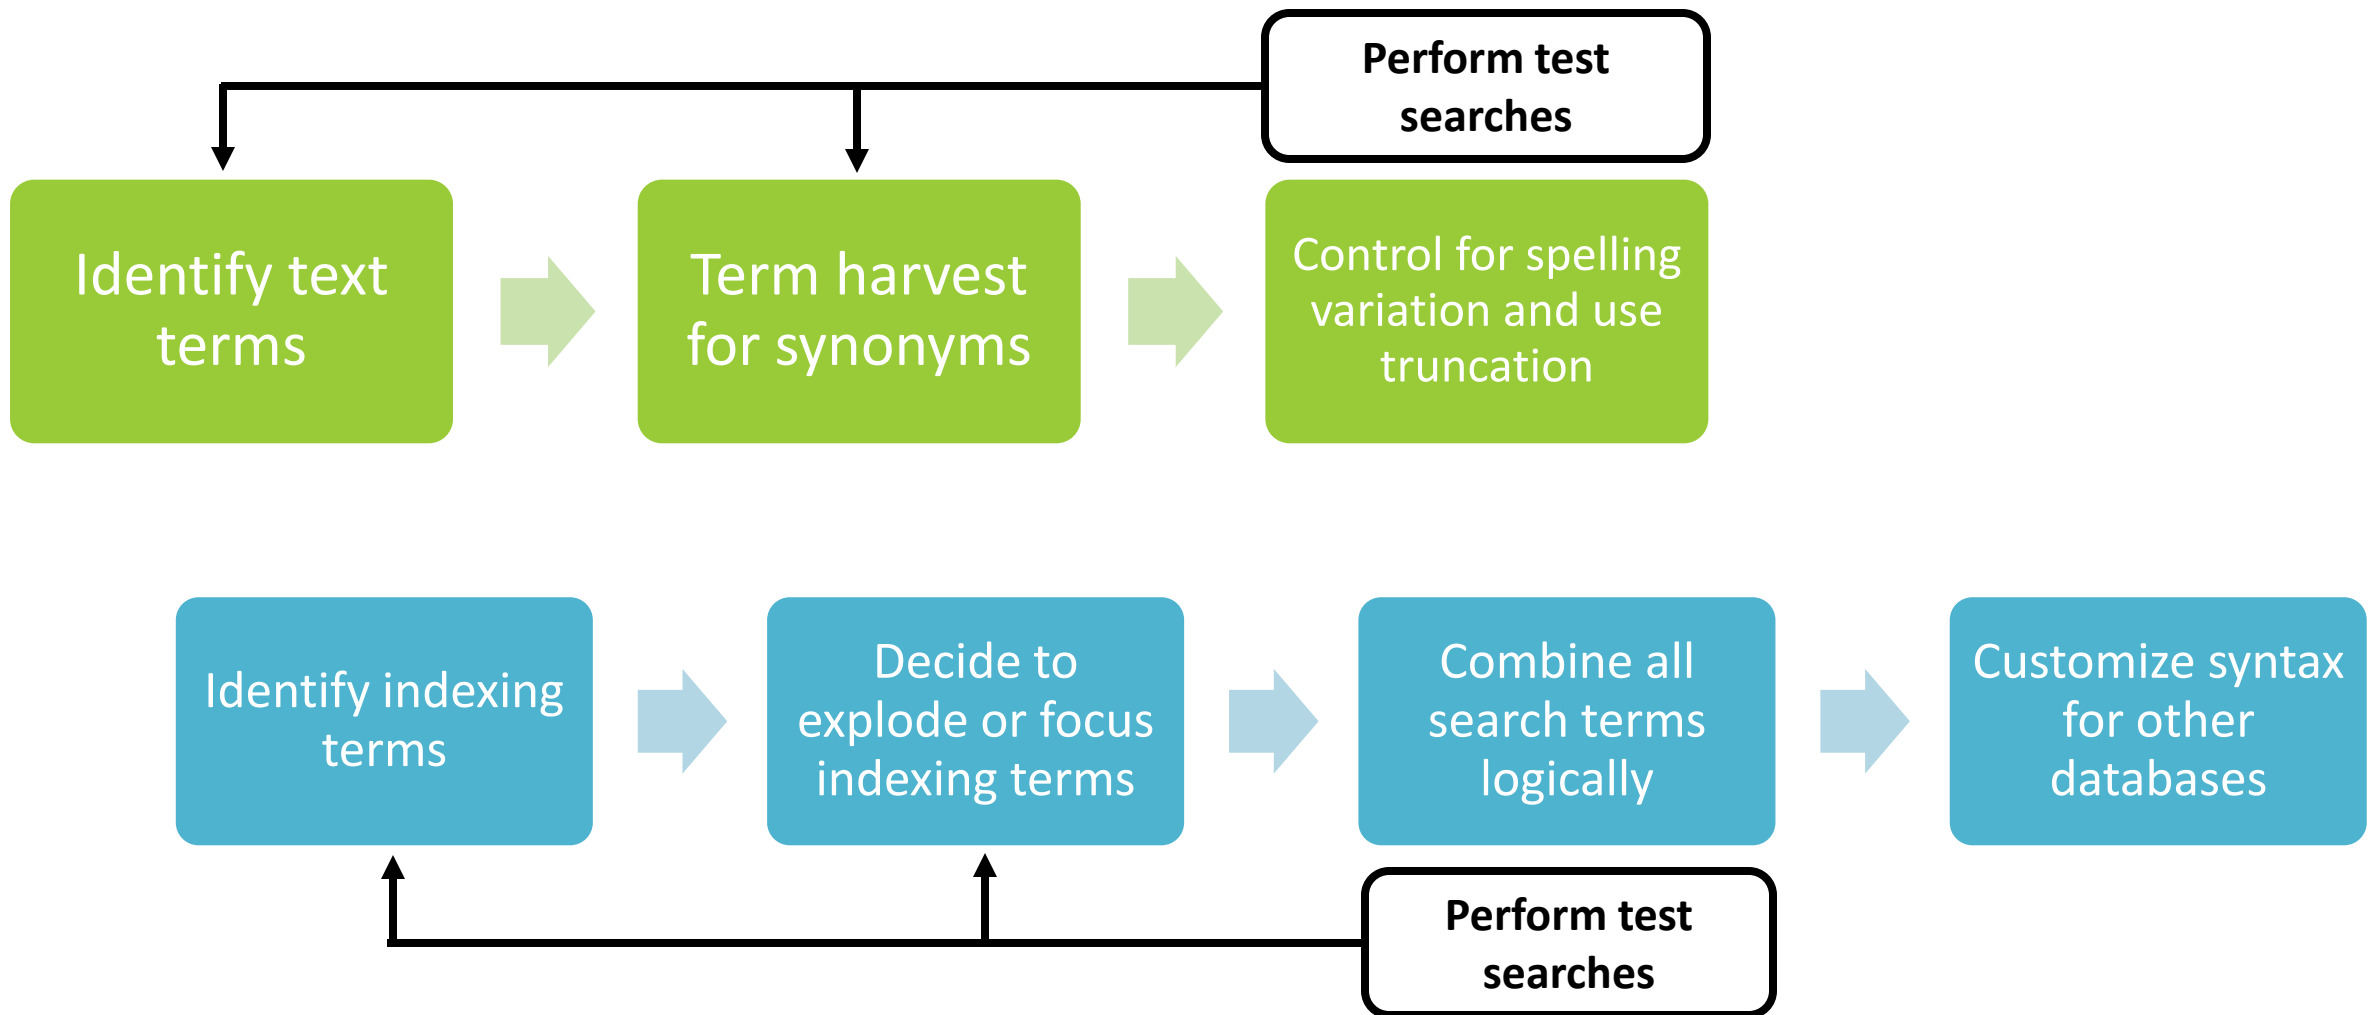 Perform test
searches
Identify text
terms
Term harvest
for synonyms
Control for spelling
variation and use
truncation
Identify indexing
terms
Decide to
explode or focus
indexing terms
Combine all
search terms
logically
Customize syntax
for other
databases
Perform test
searches